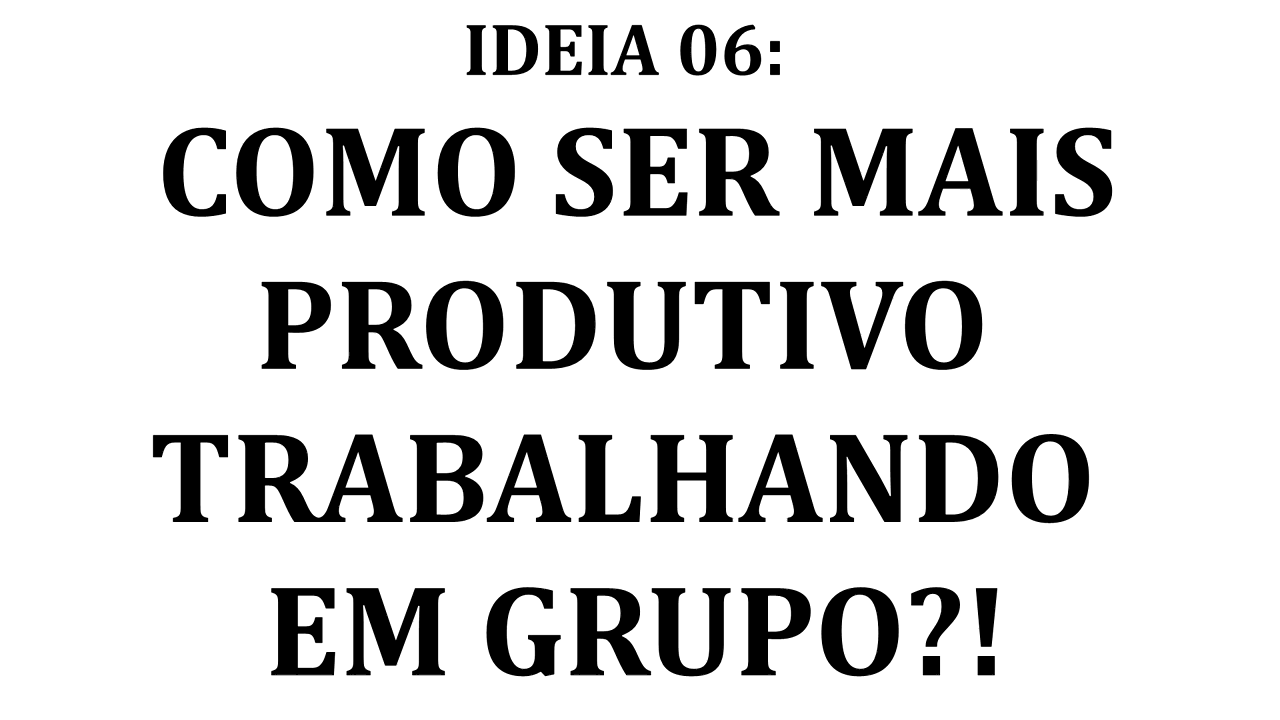 IDEIA 06:
COMO SER MAIS
PRODUTIVO
TRABALHANDO
EM GRUPO?!